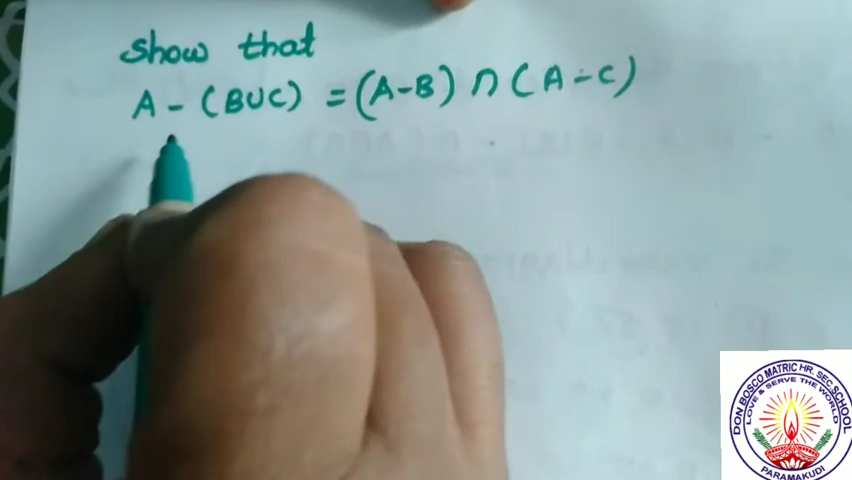 Show that
A - (BUC) = (A-B) ∩ (A-C)
DON BOSCO MATRIC HR. SEC. SCHOOL
LOVE & SERVE THE WORLD
PARAMAKUDI